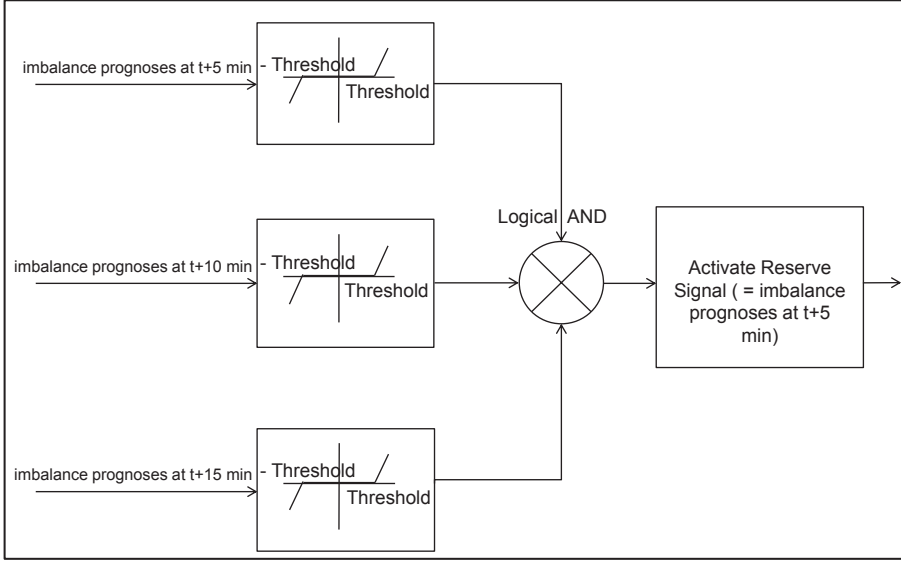 imbalance prognoses at t+5 min
- Threshold
Threshold
Logical AND
imbalance prognoses at t+10 min
- Threshold
Threshold
Activate Reserve
Signal ( = imbalance
prognoses at t+5
min)
imbalance prognoses at t+15 min
- Threshold
Threshold